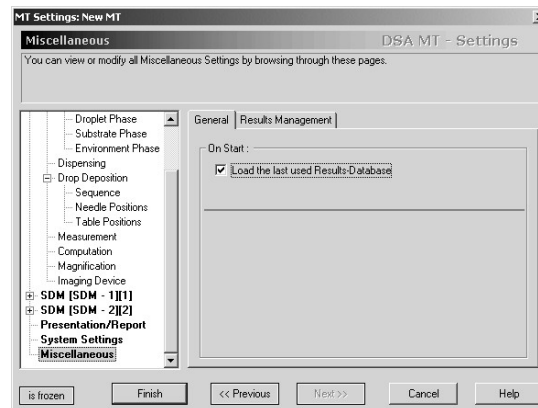 MT Settings: New MT
Miscellaneous
DSA MT - Settings
You can view or modify all Miscellaneous Settings by browsing through these pages.
Droplet Phase
Substrate Phase
Environment Phase
Dispensing
Drop Deposition
Sequence
Needle Positions
Table Positions
Measurement
Computation
Magnification
Imaging Device
SDM [SDM - 1][1]
SDM [SDM - 2][2]
Presentation/Report
System Settings
Miscellaneous
General
Results Management
On Start :
Load the last used Results-Database
is frozen
Finish
<< Previous
Next >>
Cancel
Help